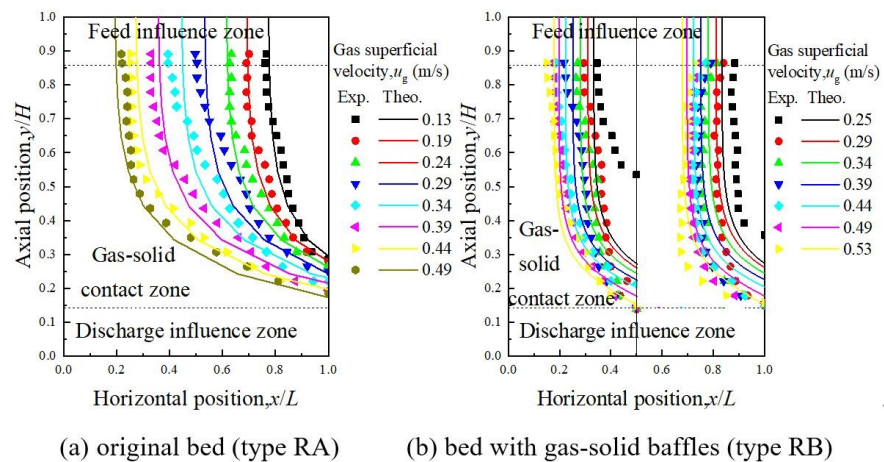 Feed influence zone
Gas-solid
contact zone
Discharge influence zone
Axial position,y/H
1.0
0.9
0.8
0.7
0.6
0.5
0.4
0.3
0.2
0.1
0.0
0.0 0.2 0.4 0.6 0.8 1.0
Horizontal position,x/L
Gas superficial
velocity,ug (m/s)
Exp. Theo.
0.13
0.19
0.24
0.29
0.34
0.39
0.44
0.49
(a) original bed (type RA)
Feed influence zone
Gas-
solid
contact zone
Discharge influence zone
Axial position,y/H
1.0
0.9
0.8
0.7
0.6
0.5
0.4
0.3
0.2
0.1
0.0
0.0 0.2 0.4 0.6 0.8 1.0
Horizontal position,x/L
Gas superficial
velocity,ug (m/s)
Exp. Theo.
0.25
0.29
0.34
0.39
0.44
0.49
0.53
(b) bed with gas-solid baffles (type RB)